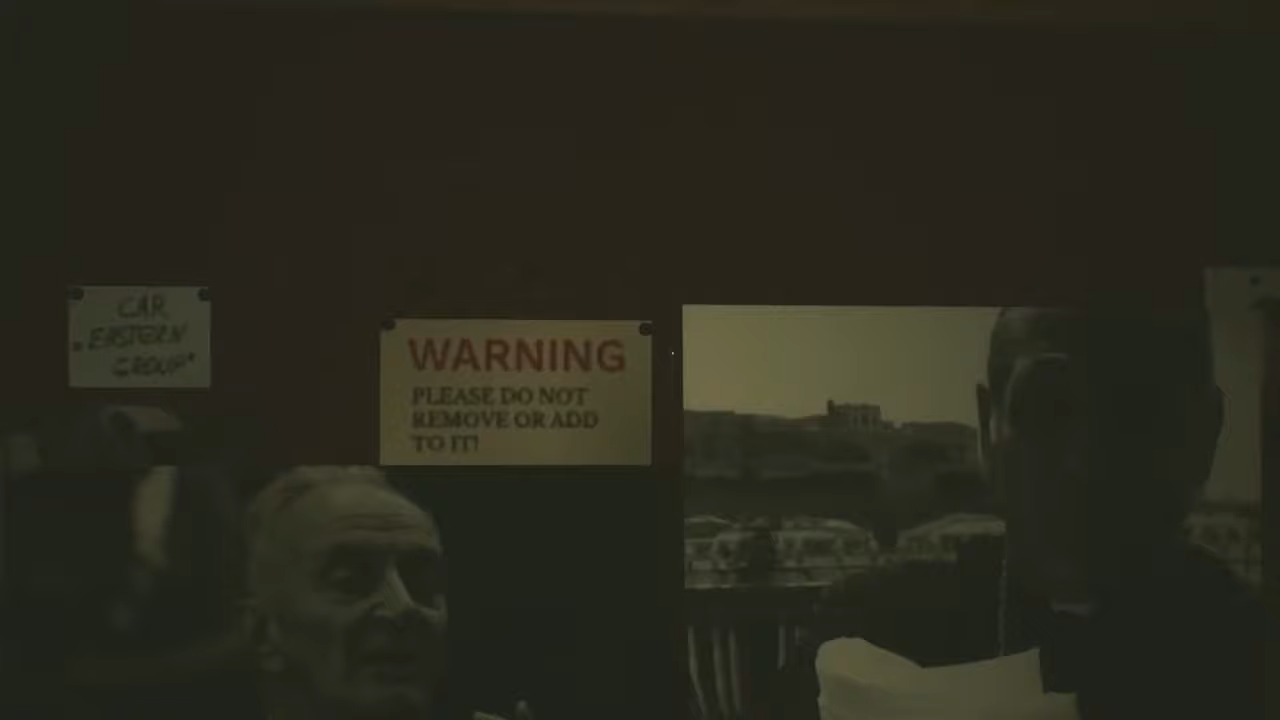 CAR
"EASTERN
GROUP"
WARNING
PLEASE DO NOT
REMOVE OR ADD
TO IT!